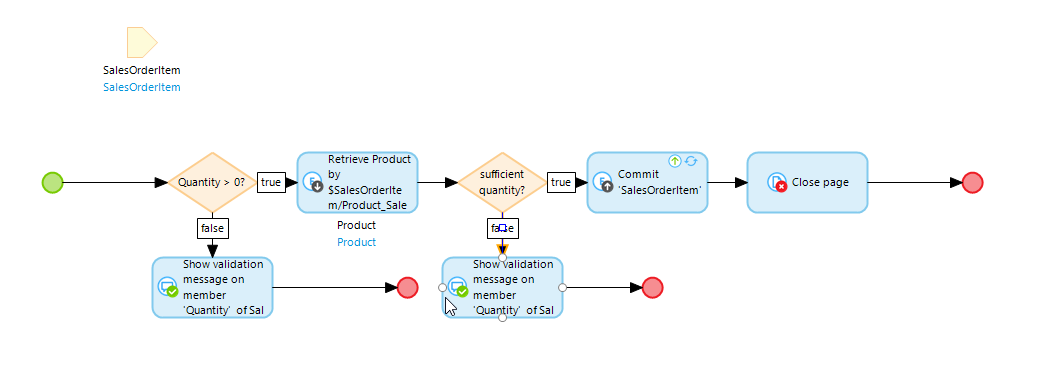 SalesOrderItem
SalesOrderItem
Quantity > 0?
true
Retrieve Product
by
$SalesOrderIte
m/Product_Sale
Product
Product
sufficient
quantity?
true
Commit
'SalesOrderItem'
Close page
false
false
Show validation
message on
member
'Quantity' of Sal
Show validation
message on
member
'Quantity' of Sal